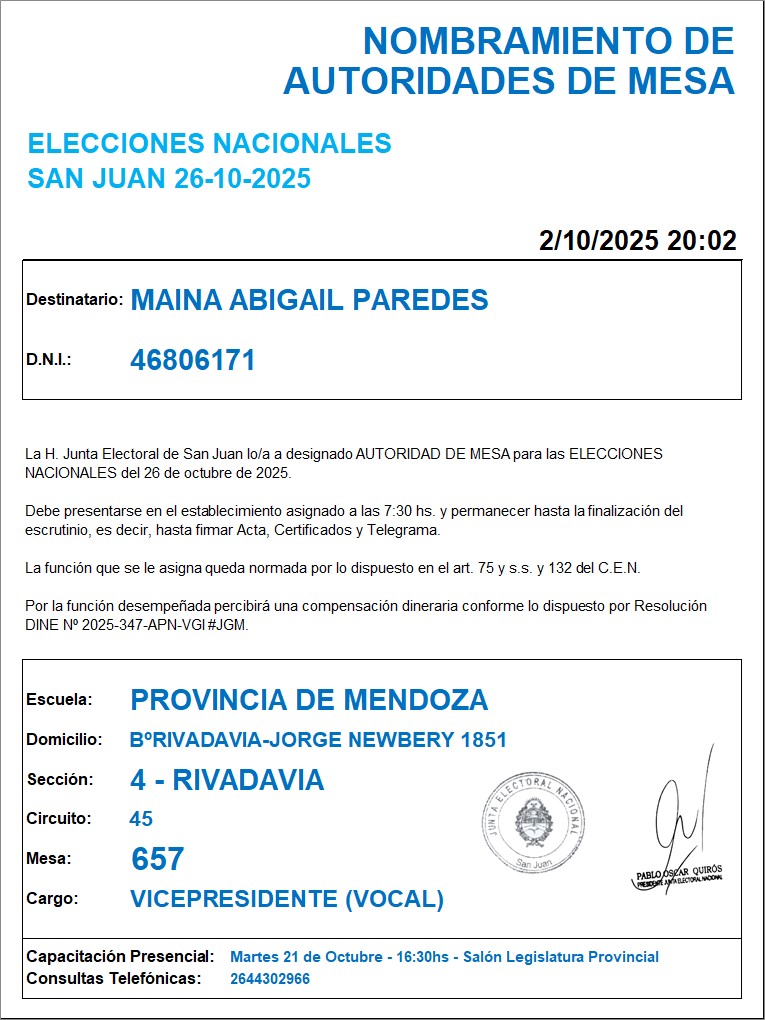 NOMBRAMIENTO DE
AUTORIDADES DE MESA
ELECCIONES NACIONALES
SAN JUAN 26-10-2025
2/10/2025 20:02
Destinatario: MAINA ABIGAIL PAREDES
D.N.I.: 46806171
La H. Junta Electoral de San Juan lo/a a designado AUTORIDAD DE MESA para las ELECCIONES
NACIONALES del 26 de octubre de 2025.
Debe presentarse en el establecimiento asignado a las 7:30 hs. y permanecer hasta la finalización del
escrutinio, es decir, hasta firmar Acta, Certificados y Telegrama.
La función que se le asigna queda normada por lo dispuesto en el art. 75 y s.s. y 132 del C.E.N.
Por la función desempeñada percibirá una compensación dineraria conforme lo dispuesto por Resolución
DINE Nº 2025-347-APN-VGI#JGM.
Escuela: PROVINCIA DE MENDOZA
Domicilio: BºRIVADAVIA-JORGE NEWBERY 1851
Sección: 4 - RIVADAVIA
Circuito: 45
Mesa: 657
Cargo: VICEPRESIDENTE (VOCAL)
JUNTA ELECTORAL NACIONAL
San Juan
PABLO OSCAR QUIRÓS
PRESIDENTE JUNTA ELECTORAL NACIONAL
Capacitación Presencial: Martes 21 de Octubre - 16:30hs - Salón Legislatura Provincial
Consultas Telefónicas: 2644302966